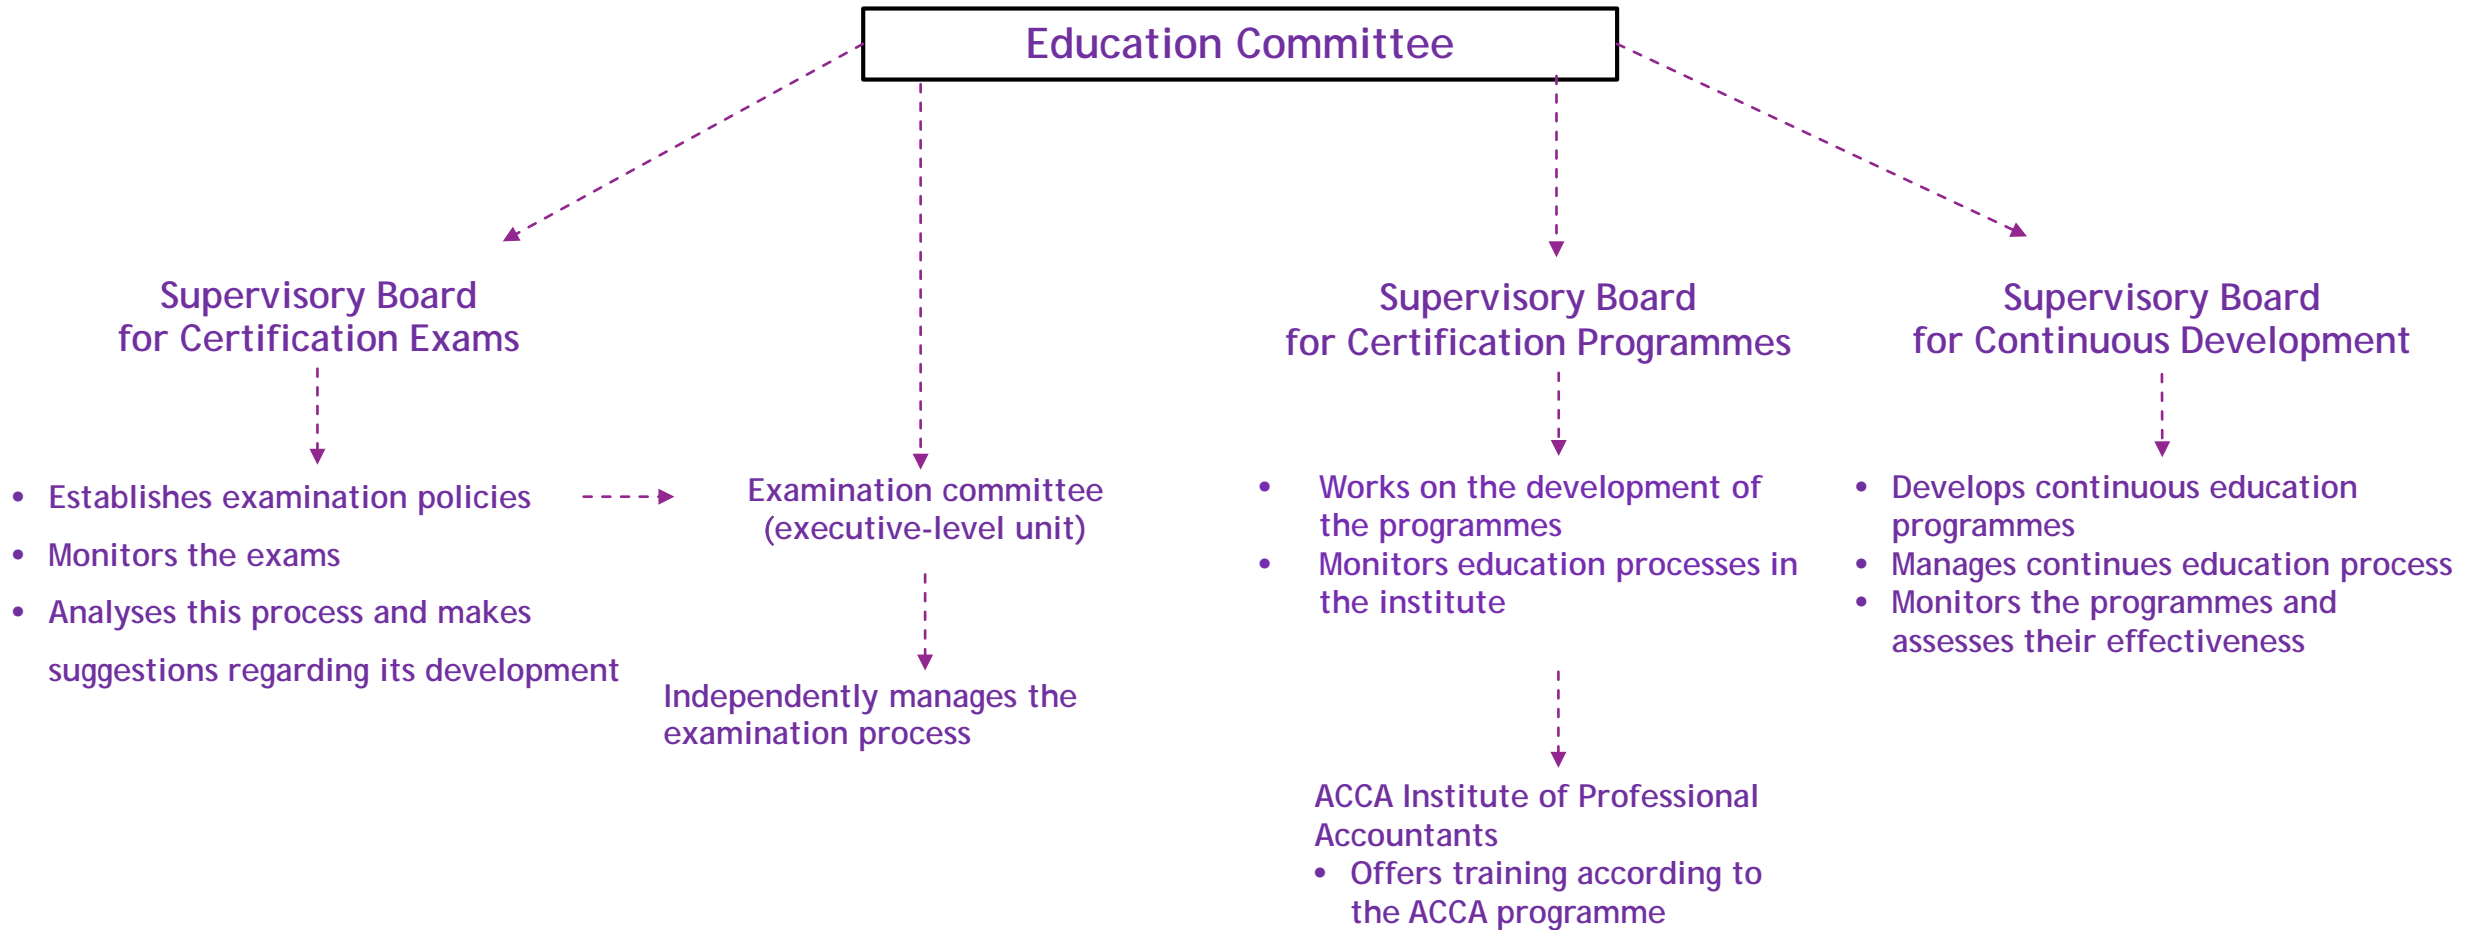 Education Committee
Supervisory Board
for Certification Exams
• Establishes examination policies
• Monitors the exams
• Analyses this process and makes
suggestions regarding its development
Examination committee
(executive-level unit)
Independently manages the
examination process
Supervisory Board
for Certification Programmes
• Works on the development of
the programmes
• Monitors education processes in
the institute
ACCA Institute of Professional
Accountants
• Offers training according to
the ACCA programme
Supervisory Board
for Continuous Development
• Develops continuous education
programmes
• Manages continues education process
• Monitors the programmes and
assesses their effectiveness